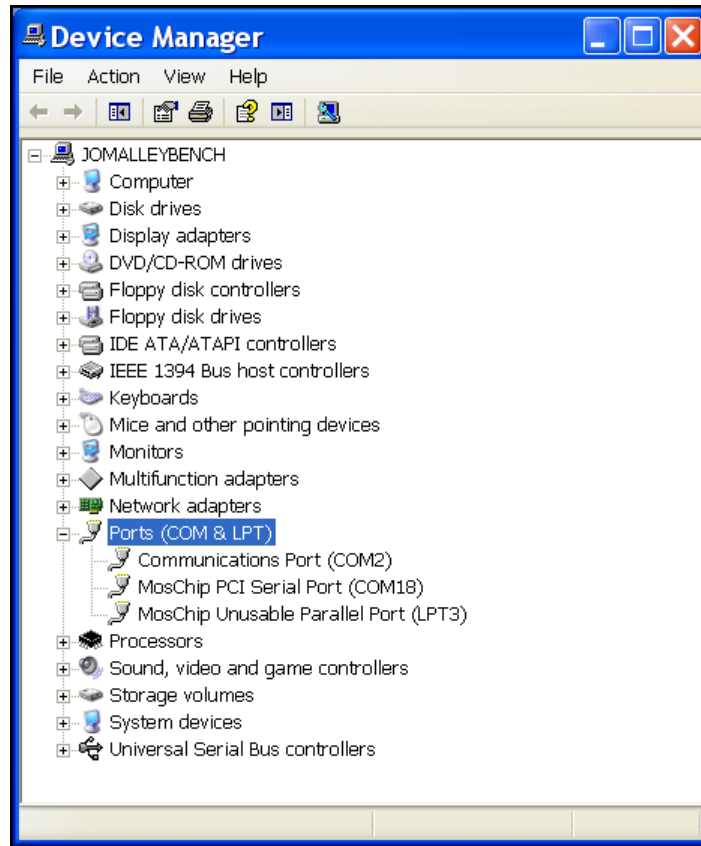 Device Manager
File Action View Help
JOMALLEYBENCH
Computer
Disk drives
Display adapters
DVD/CD-ROM drives
Floppy disk controllers
Floppy disk drives
IDE ATA/ATAPI controllers
IEEE 1394 Bus host controllers
Keyboards
Mice and other pointing devices
Monitors
Multifunction adapters
Network adapters
Ports (COM & LPT)
Communications Port (COM2)
MosChip PCI Serial Port (COM18)
MosChip Unusable Parallel Port (LPT3)
Processors
Sound, video and game controllers
Storage volumes
System devices
Universal Serial Bus controllers